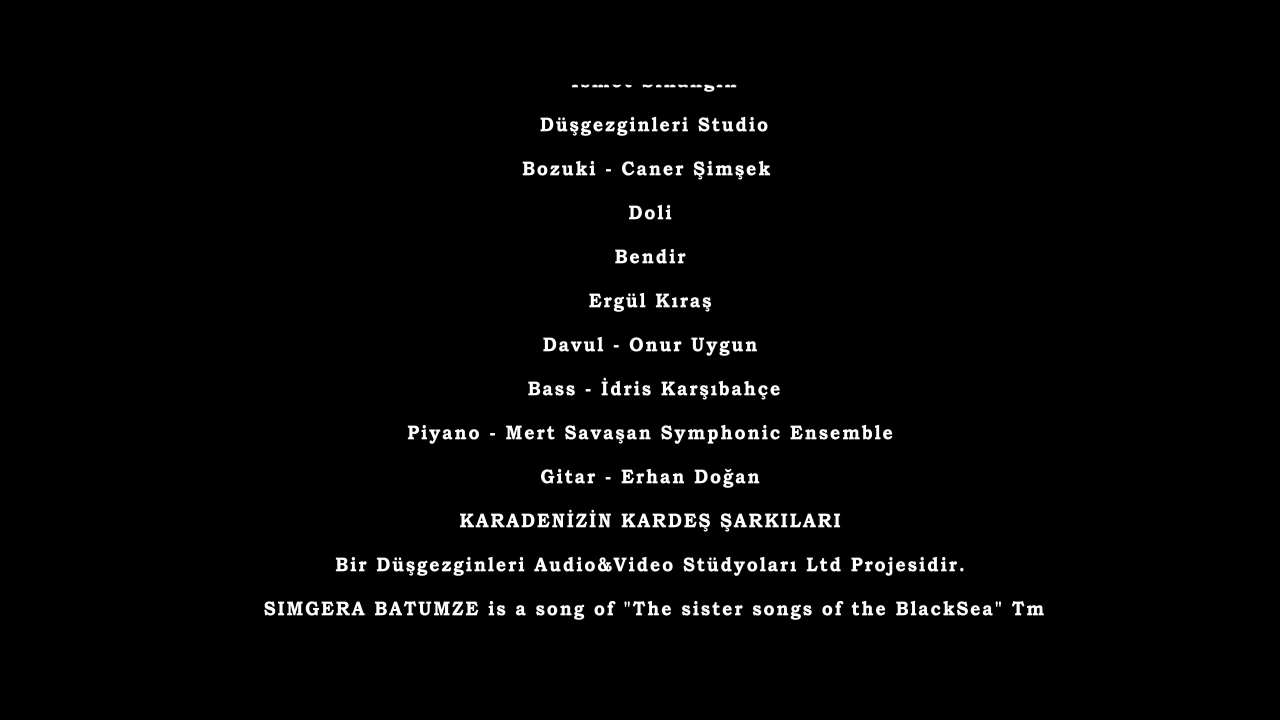 Düşgezginleri Studio
Bozuki - Caner Şimşek
Doli
Bendir
Ergül Kıraş
Davul - Onur Uygun
Bass - İdris Karşıbahçe
Piyano - Mert Savaşan Symphonic Ensemble
Gitar - Erhan Doğan
KARADENİZİN KARDEŞ ŞARKILARI
Bir Düşgezginleri Audio&Video Stüdyoları Ltd Projesidir.
SIMGERA BATUMZE is a song of "The sister songs of the BlackSea" Tm